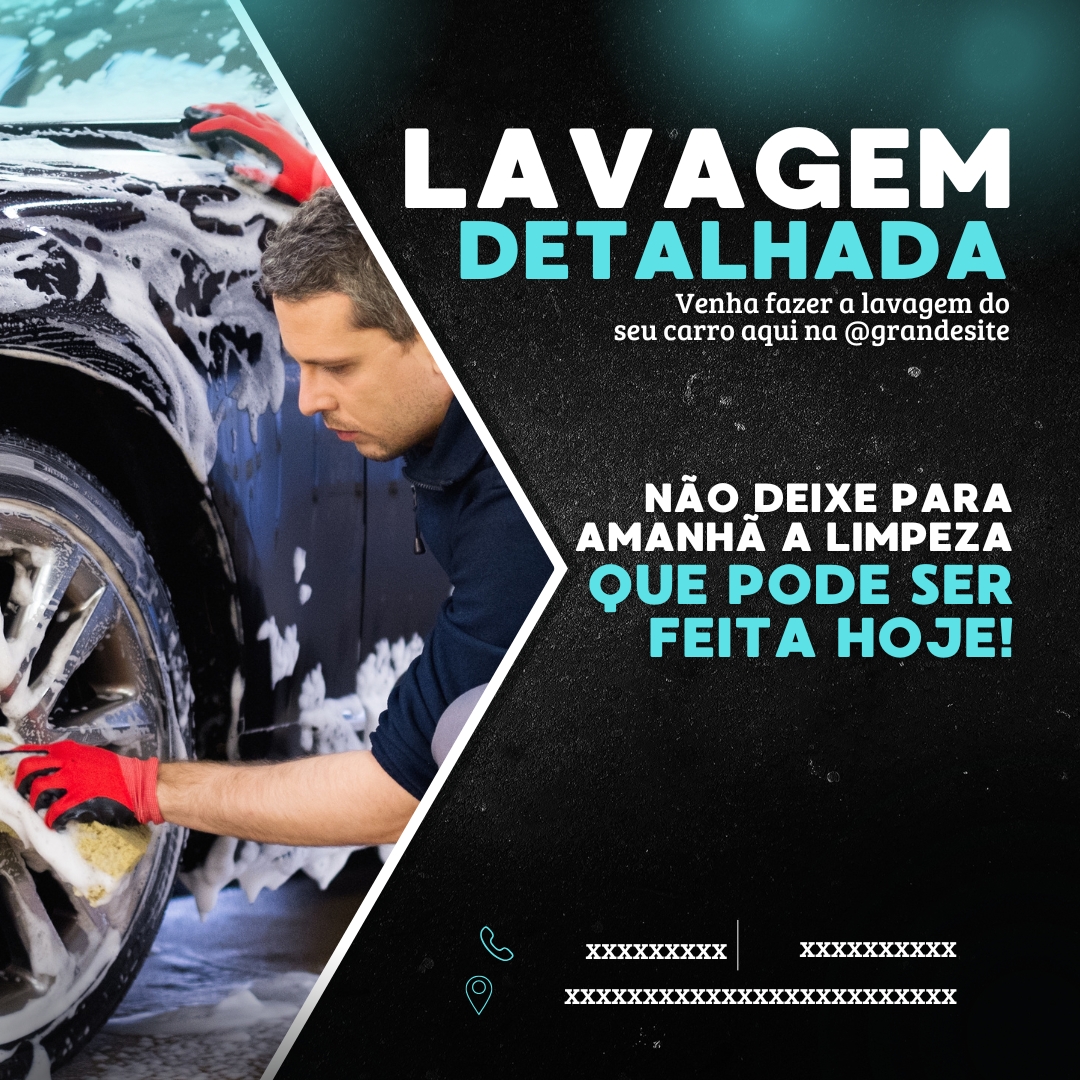 LAVAGEM
DETALHADA
Venha fazer a lavagem do
seu carro aqui na @grandesite
NÃO DEIXE PARA
AMANHÃ A LIMPEZA
QUE PODE SER
FEITA HOJE!
xxxxxxxxx | xxxxxxxxxx
xxxxxxxxxxxxxxxxxxxxxxxxx